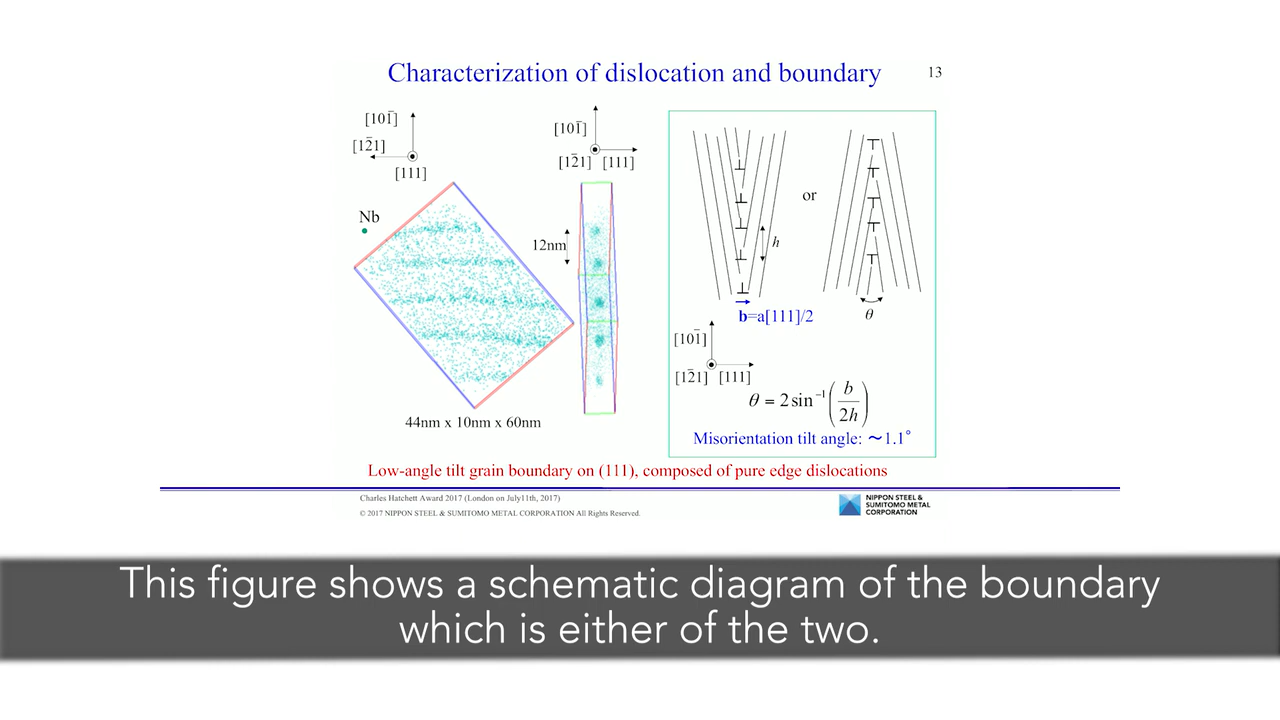 Characterization of dislocation and boundary
13
[101̄]
[12̄1]
[111]
Nb
44nm x 10nm x 60nm
[101̄]
[12̄1] [111]
12nm
or
h
b=a[111]/2
θ
[101̄]
[12̄1] [111]
θ = 2 sin⁻¹(b/2h)
Misorientation tilt angle: ～1.1°
Low-angle tilt grain boundary on (111), composed of pure edge dislocations
Charles Hatchett Award 2017 (London on July11th, 2017)
© 2017 NIPPON STEEL & SUMITOMO METAL CORPORATION All Rights Reserved.
NIPPON STEEL &
SUMITOMO METAL
CORPORATION
This figure shows a schematic diagram of the boundary
which is either of the two.